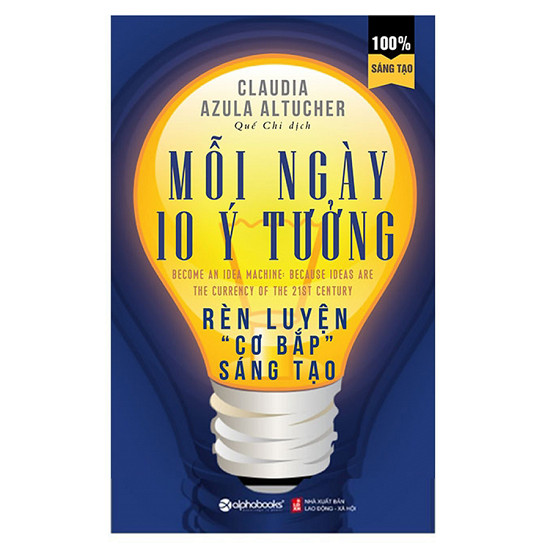 100%
SÁNG TẠO
CLAUDIA
AZULA ALTUCHER
Quế Chi dịch
MỖI NGÀY
10 Ý TƯỞNG
BECOME AN IDEA MACHINE: BECAUSE IDEAS ARE
THE CURRENCY OF THE 21ST CENTURY
RÈN LUYỆN
“CƠ BẮP”
SÁNG TẠO
alphabooks
NHÀ XUẤT BẢN
LAO ĐỘNG - XÃ HỘI